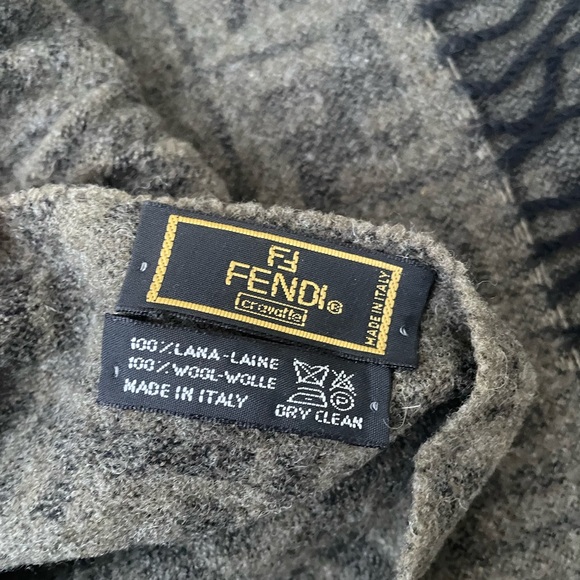 FF
FENDI®
cravatte
MADE IN ITALY
100%LANA-LAINE
100%WOOL-WOLLE
MADE IN ITALY
P
DRY CLEAN